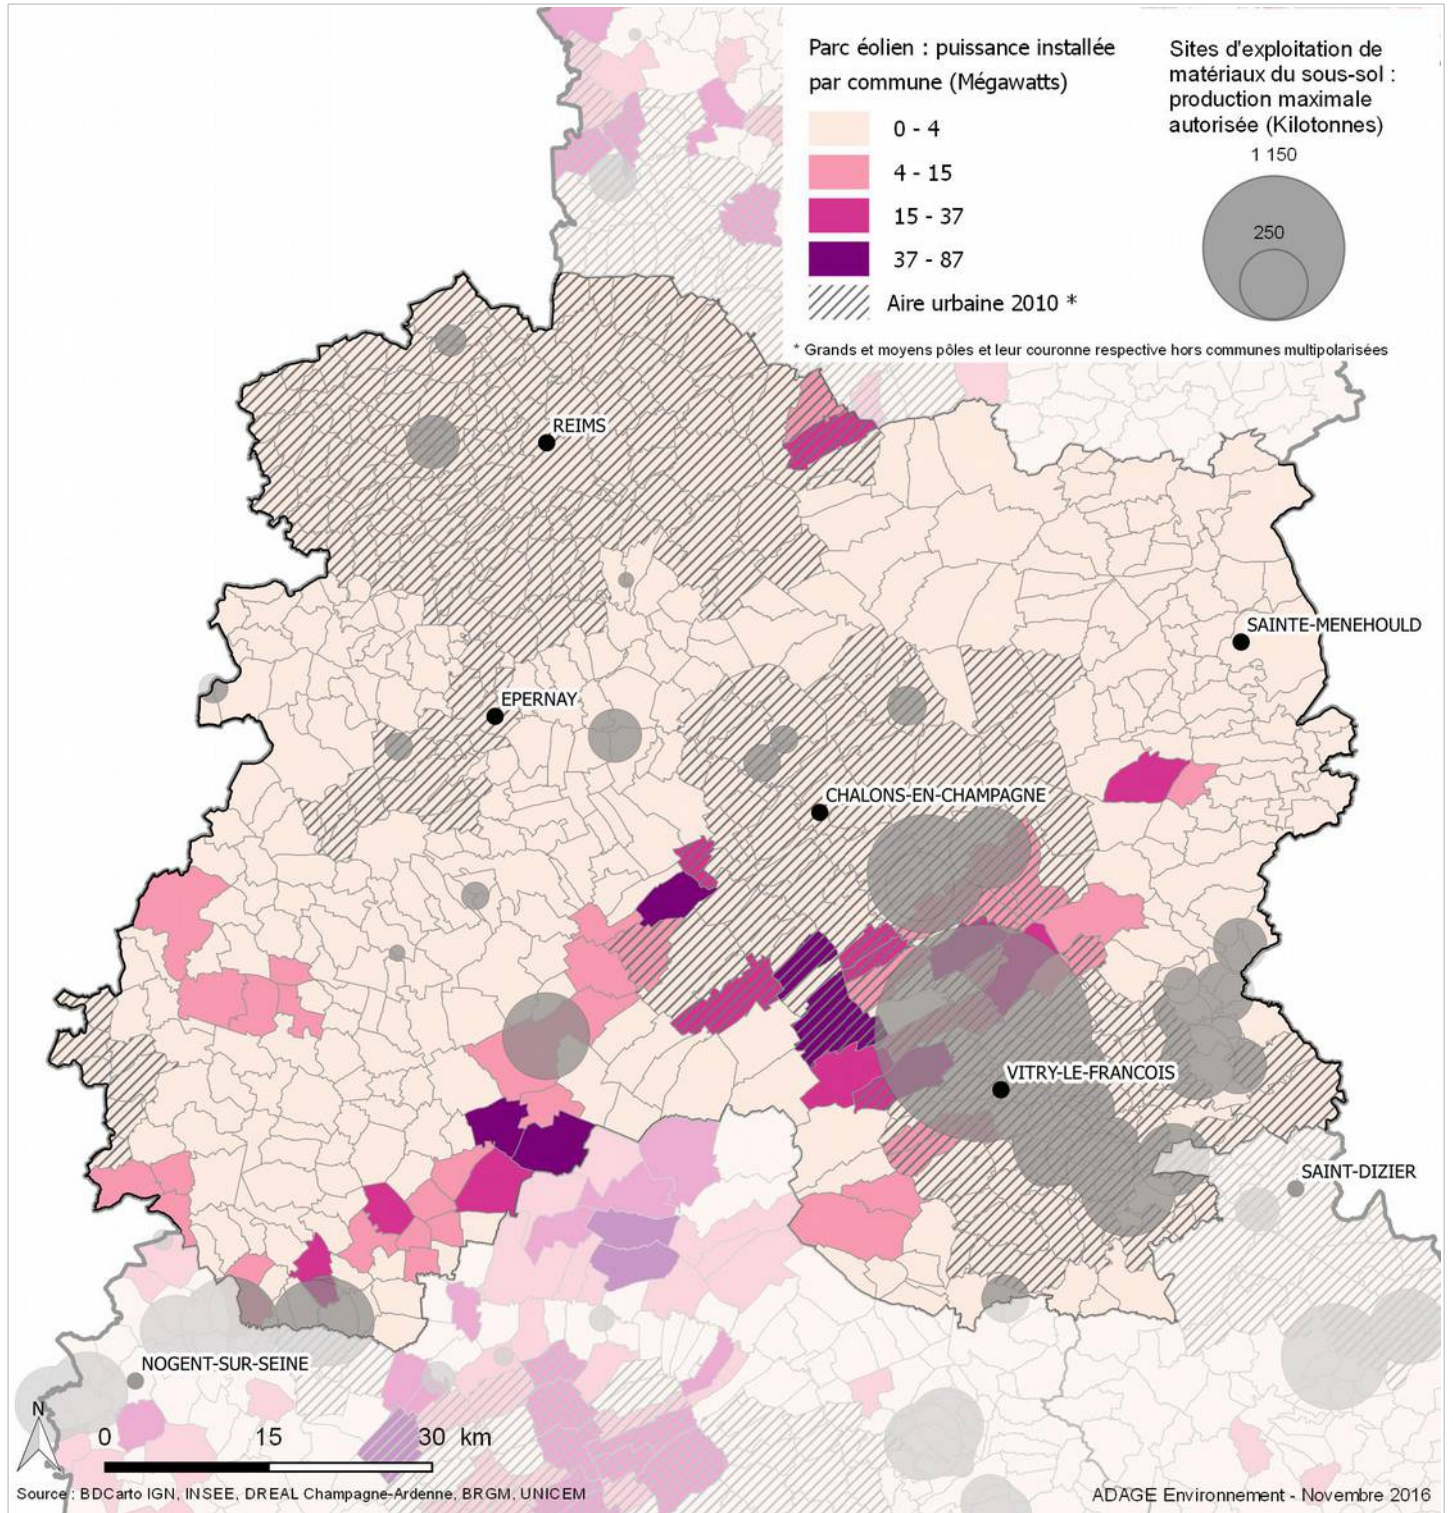 Parc éolien : puissance installée
par commune (Mégawatts)
0 - 4
4 - 15
15 - 37
37 - 87
Aire urbaine 2010 *
Sites d'exploitation de
matériaux du sous-sol :
production maximale
autorisée (Kilotonnes)
1 150
250
* Grands et moyens pôles et leur couronne respective hors communes multipolarisées
REIMS
SAINTE-MENEHOULD
EPERNAY
CHALONS-EN-CHAMPAGNE
VITRY-LE-FRANCOIS
SAINT-DIZIER
NOGENT-SUR-SEINE
N
0 15 30 km
Source : BDCarto IGN, INSEE, DREAL Champagne-Ardenne, BRGM, UNICEM
ADAGE Environnement - Novembre 2016